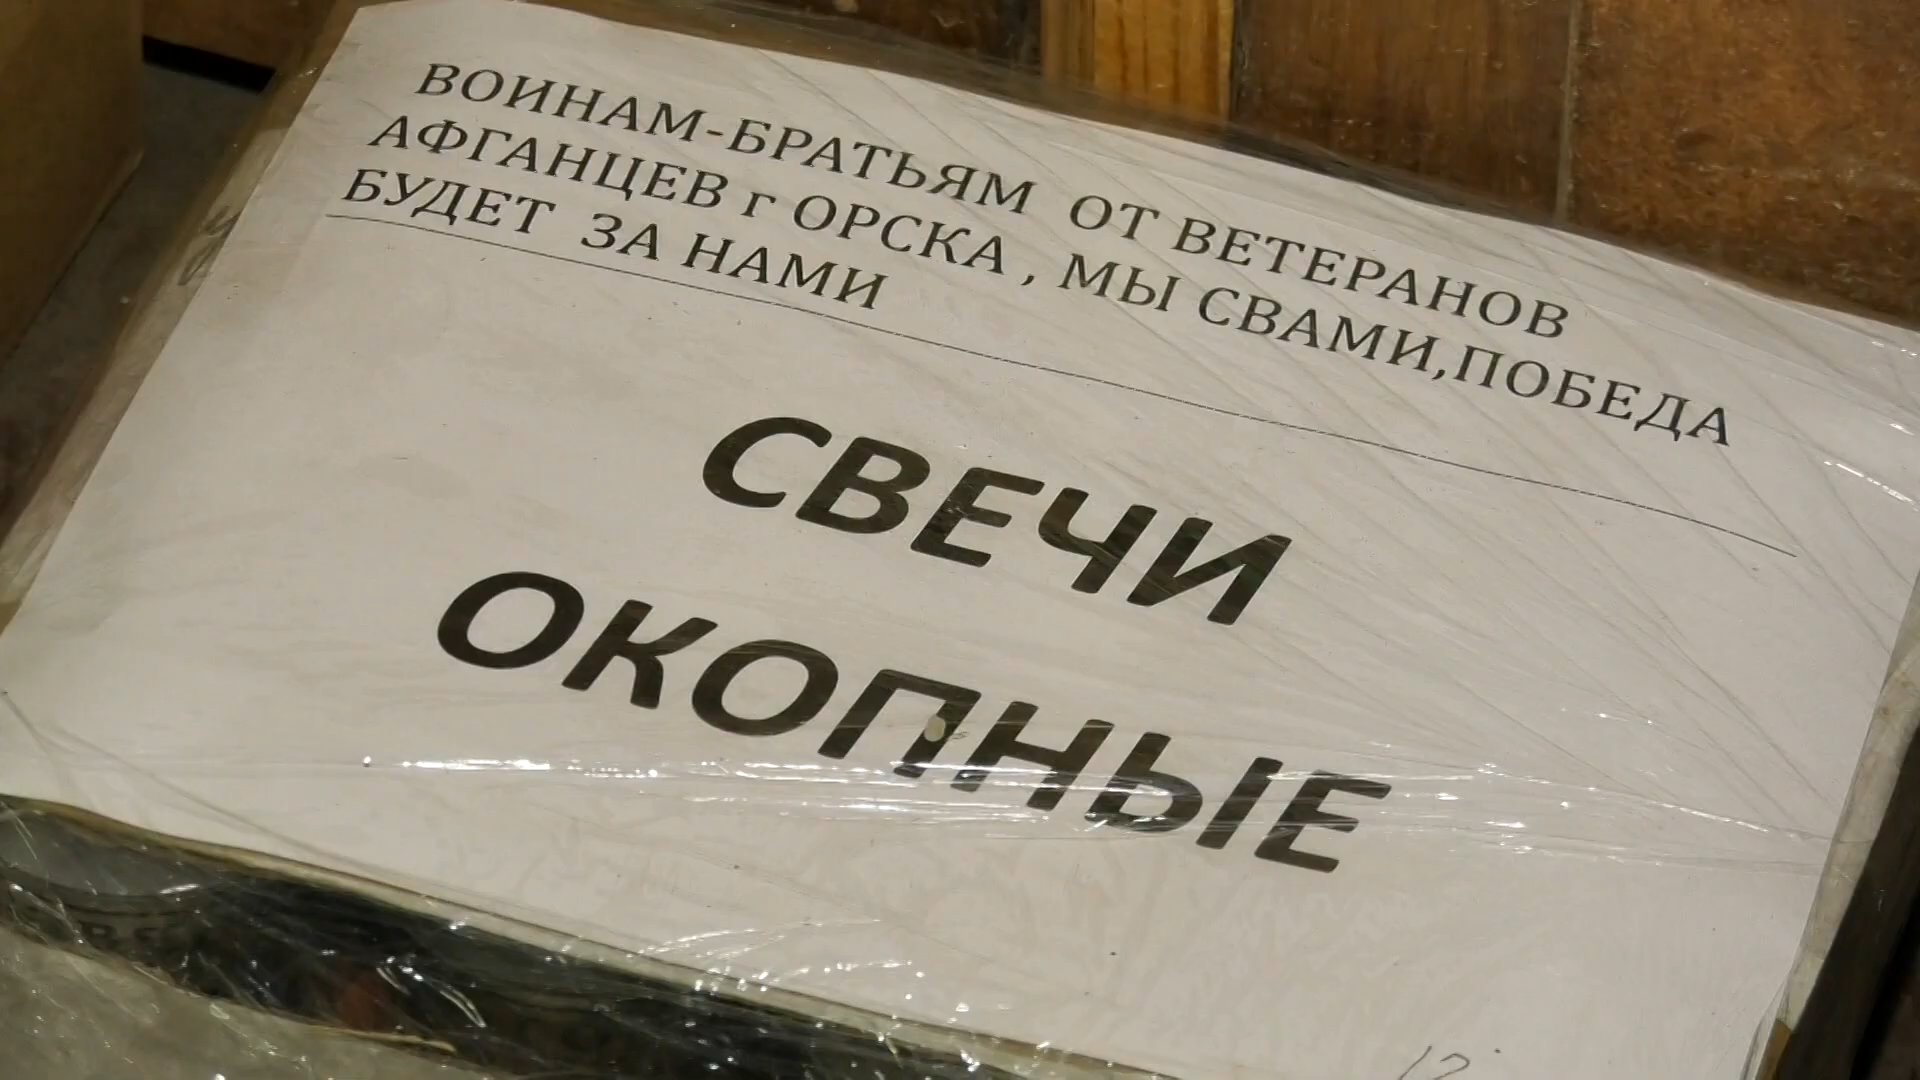 ВОИНАМ-БРАТЬЯМ ОТ ВЕТЕРАНОВ
АФГАНЦЕВ г ОРСКА , МЫ СВАМИ,ПОБЕДА
БУДЕТ ЗА НАМИ
СВЕЧИ
ОКОПНЫЕ